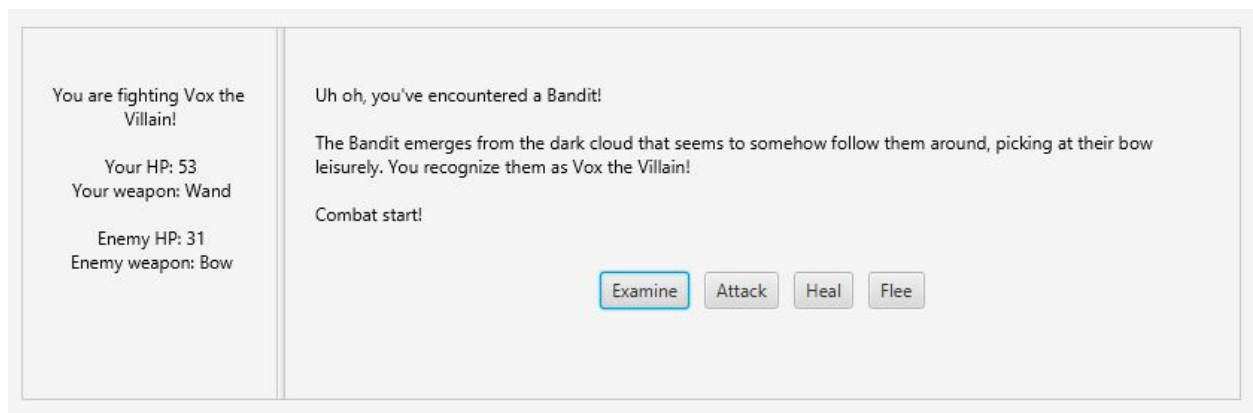 You are fighting Vox the
Villain!
Your HP: 53
Your weapon: Wand
Enemy HP: 31
Enemy weapon: Bow
Uh oh, you've encountered a Bandit!
The Bandit emerges from the dark cloud that seems to somehow follow them around, picking at their bow
leisurely. You recognize them as Vox the Villain!
Combat start!
Examine Attack Heal Flee